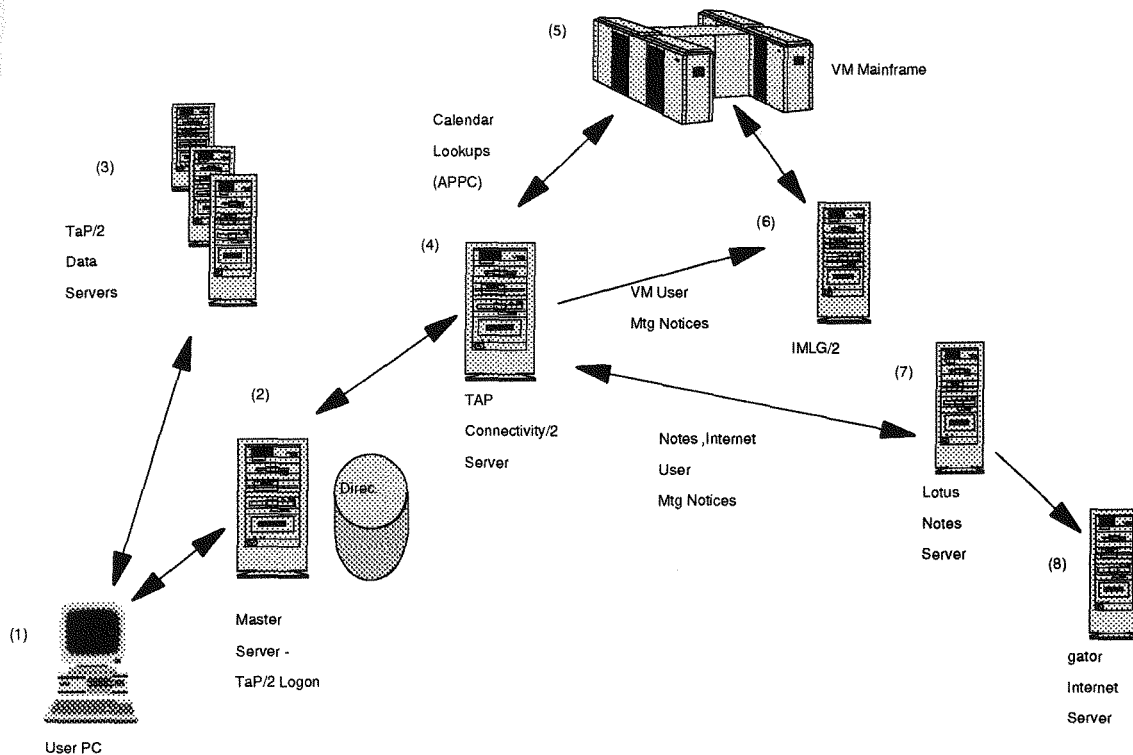 (5)
VM Mainframe
Calendar
Lookups
(APPC)
(3)
TaP/2
Data
Servers
(4)
(6)
VM User
Mtg Notices
IMLG/2
(7)
(2)
TAP
Connectivity/2
Server
Notes ,Internet
User
Mtg Notices
Direc.
Lotus
Notes
Server
(8)
(1)
Master
Server -
TaP/2 Logon
gator
Internet
Server
User PC